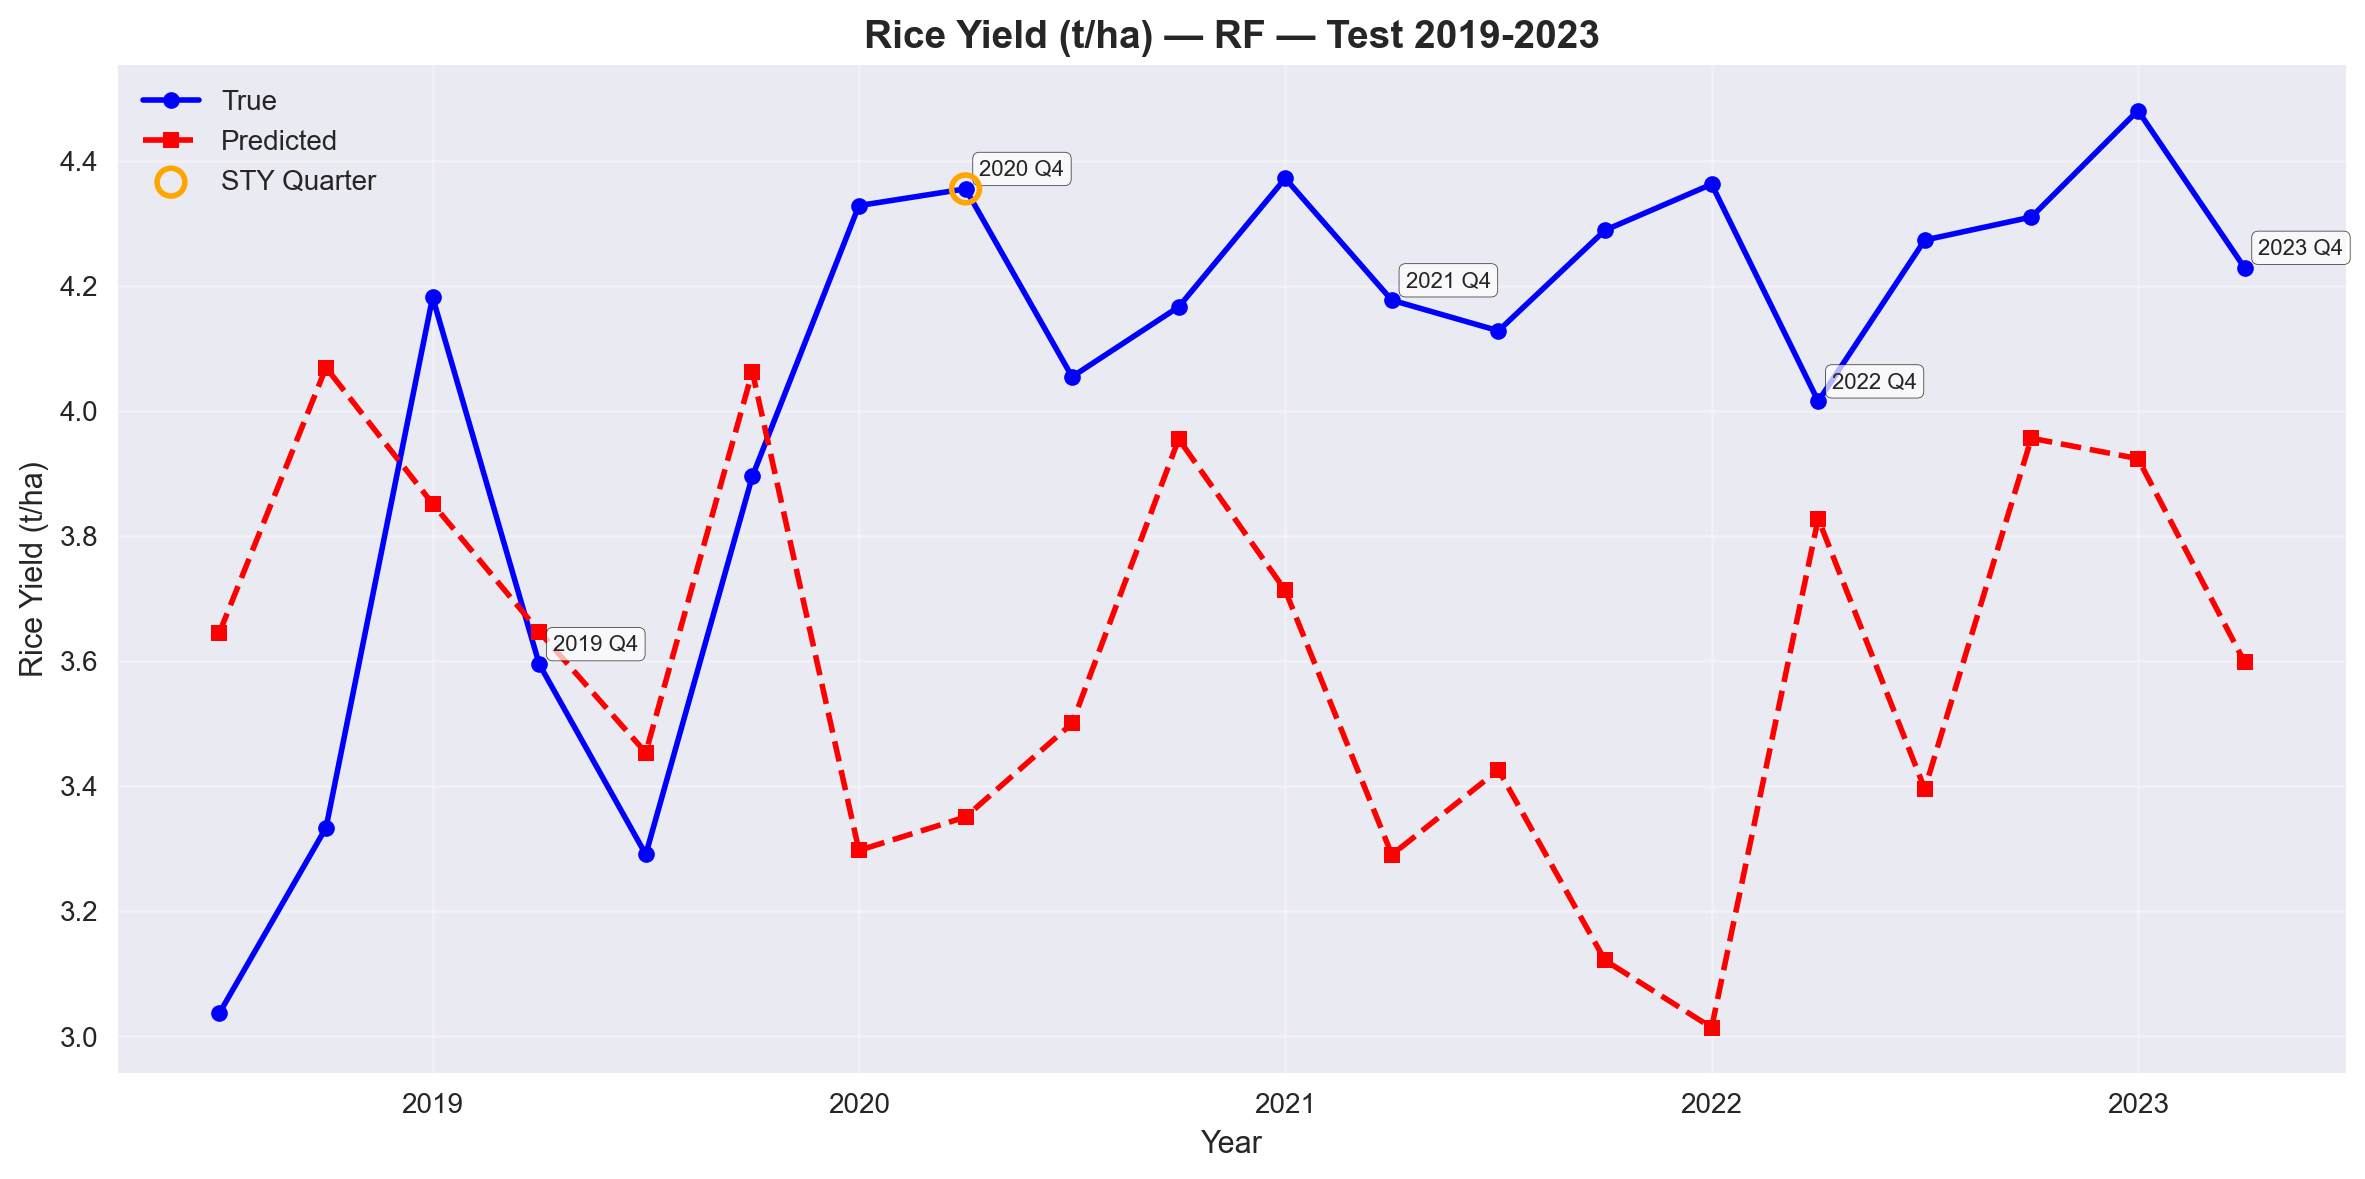 Rice Yield (t/ha) — RF — Test 2019-2023
True
Predicted
STY Quarter
2020 Q4
2021 Q4
2023 Q4
2022 Q4
2019 Q4
4.4
4.2
4.0
3.8
3.6
3.4
3.2
3.0
Rice Yield (t/ha)
2019 2020 2021 2022 2023
Year